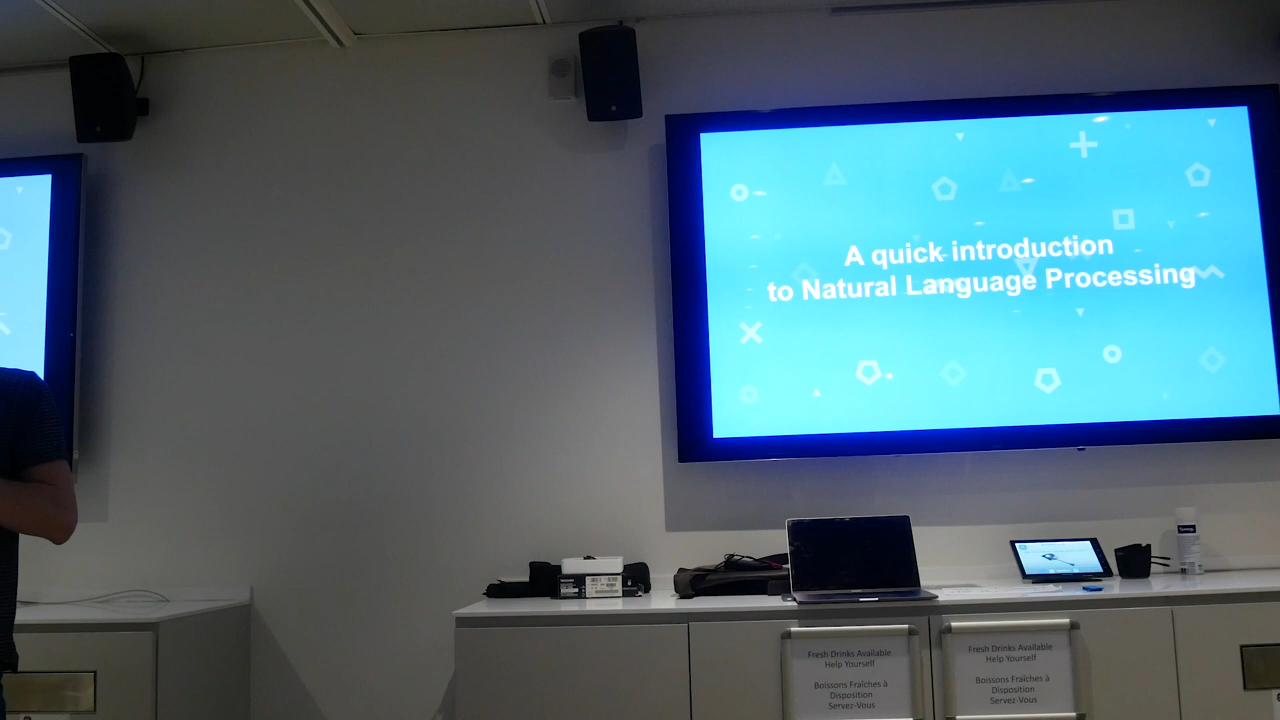 A quick introduction
to Natural Language Processing
Fresh Drinks Available
Help Yourself
Boissons Fraîches à
Disposition
Servez-Vous
Fresh Drinks Available
Help Yourself
Boissons Fraîches à
Disposition
Servez-Vous